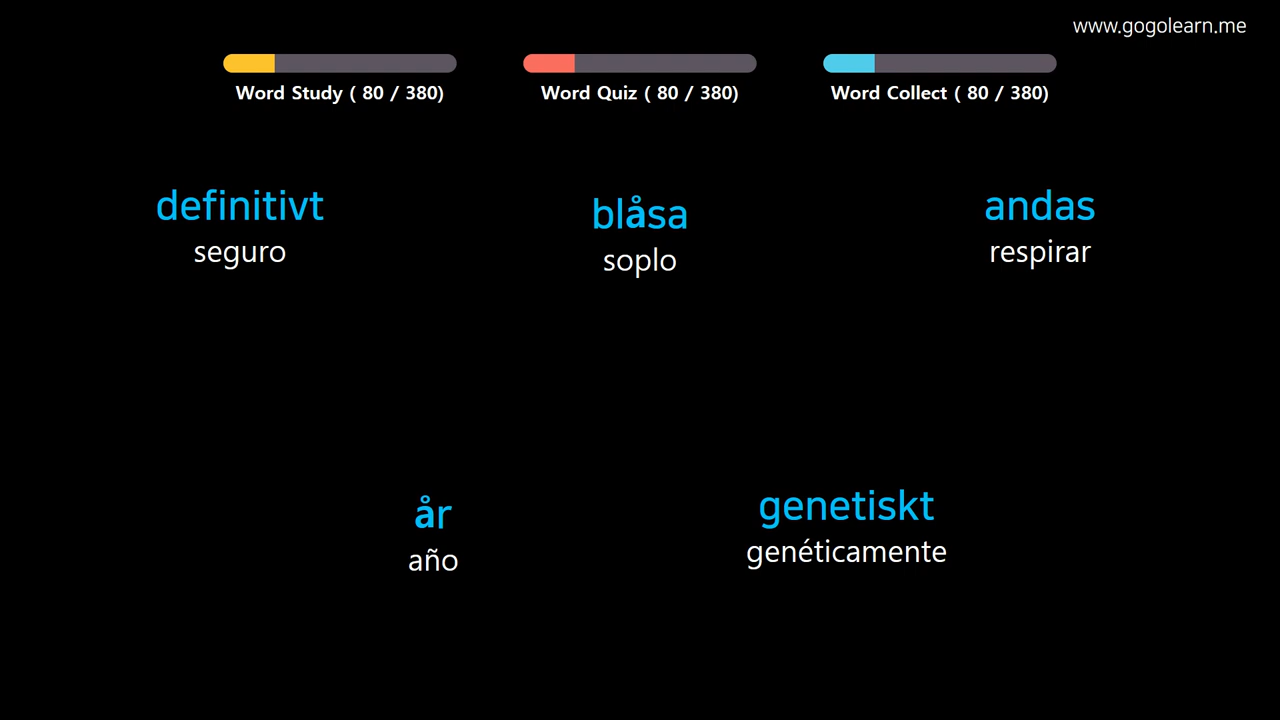 www.gogolearn.me
Word Study ( 80 / 380)
Word Quiz ( 80 / 380)
Word Collect ( 80 / 380)
definitivt
seguro
blåsa
soplo
andas
respirar
år
año
genetiskt
genéticamente